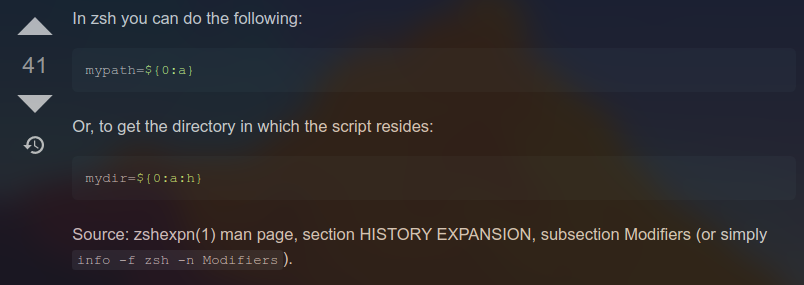 In zsh you can do the following:
41
mypath=${0:a}
Or, to get the directory in which the script resides:
mydir=${0:a:h}
Source: zshexpn(1) man page, section HISTORY EXPANSION, subsection Modifiers (or simply
info -f zsh -n Modifiers).